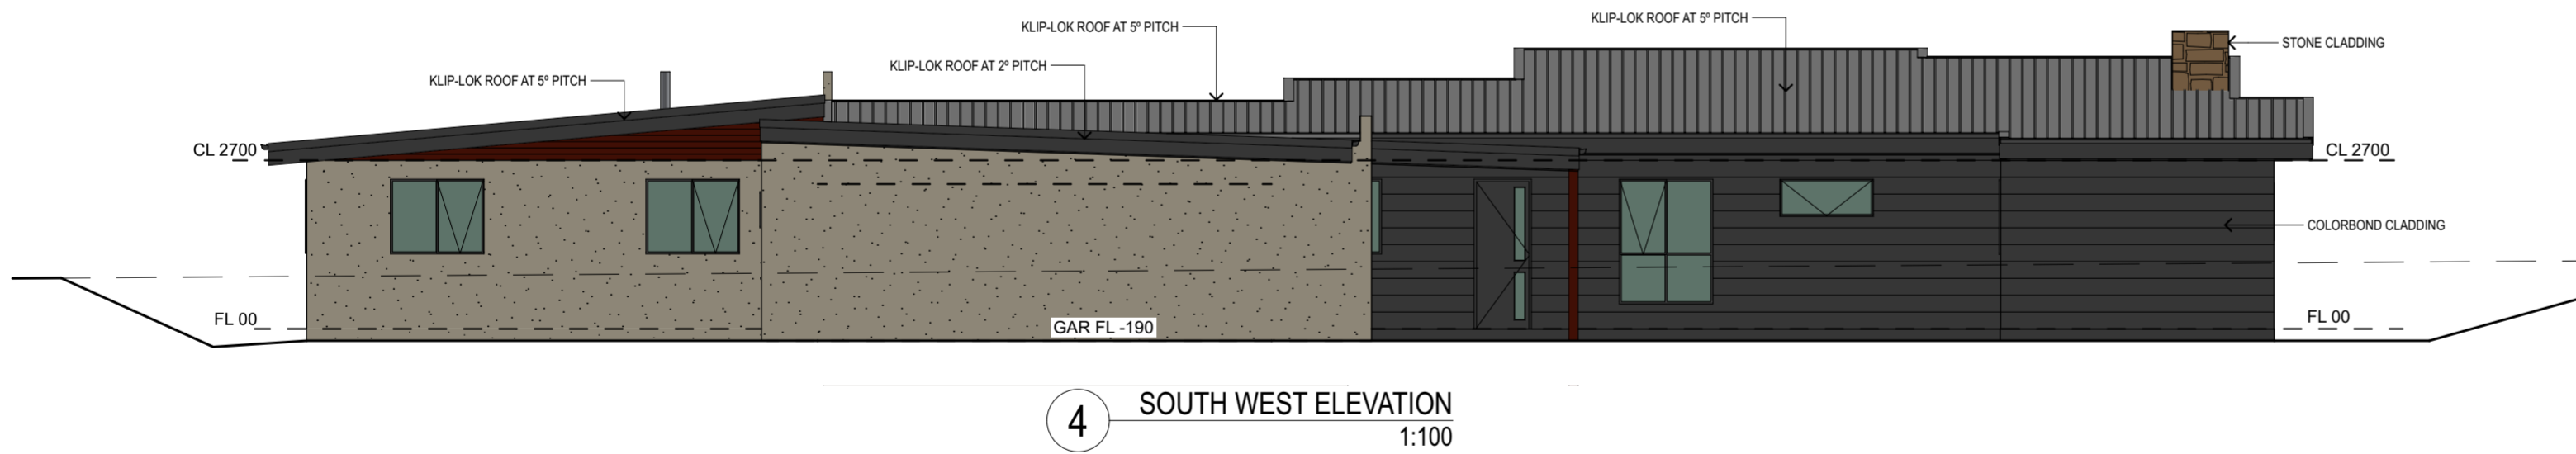 KLIP-LOK ROOF AT 5º PITCH
KLIP-LOK ROOF AT 5º PITCH
STONE CLADDING
KLIP-LOK ROOF AT 2º PITCH
KLIP-LOK ROOF AT 5º PITCH
CL 2700
CL 2700
COLORBOND CLADDING
FL 00
GAR FL -190
FL 00
4
SOUTH WEST ELEVATION
1:100